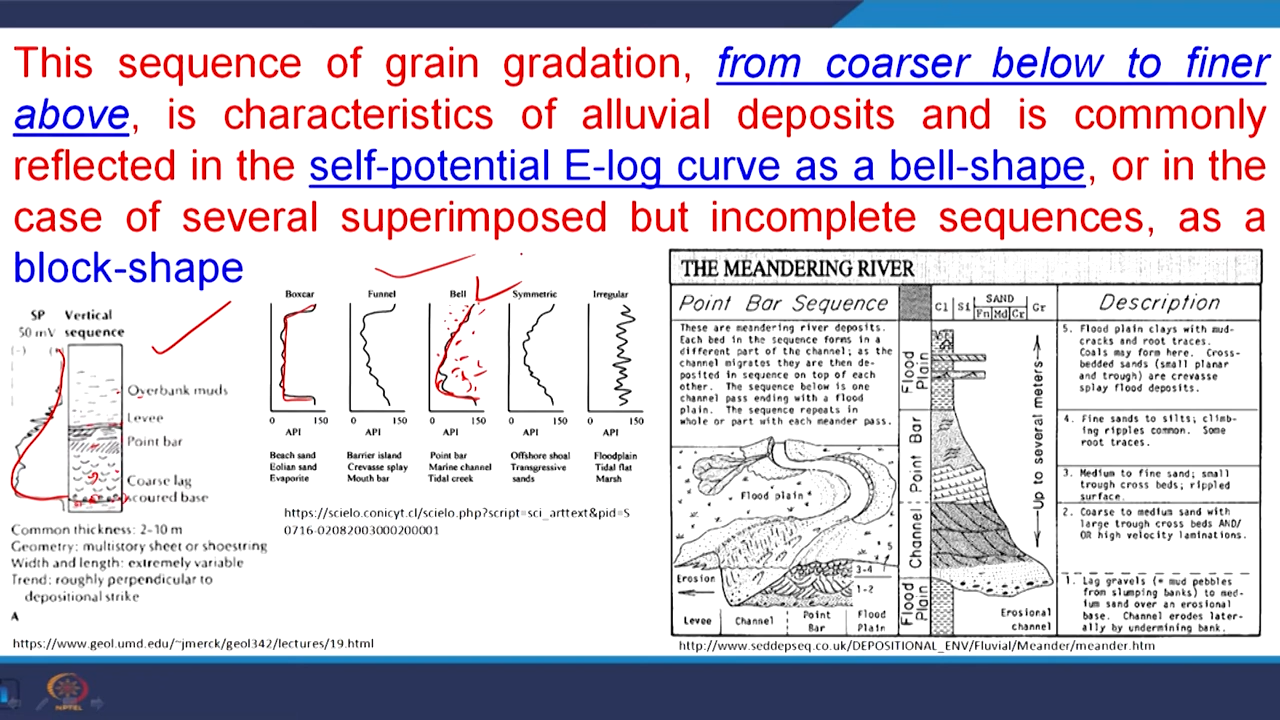 This sequence of grain gradation, from coarser below to finer
above, is characteristics of alluvial deposits and is commonly
reflected in the self-potential E-log curve as a bell-shape, or in the
case of several superimposed but incomplete sequences, as a
block-shape
SP Vertical
50 mV sequence
(-)
Overbank muds
Levee
Point bar
Coarse lag
scoured base
Common thickness: 2-10 m
Geometry: multistory sheet or shoestring
Width and length: extremely variable
Trend: roughly perpendicular to
depositional strike
A
https://www.geol.umd.edu/~jmerck/geol342/lectures/19.html
Boxcar Funnel Bell Symmetric Irregular
0 150 0 150 0 150 0 150 0 150
API API API API API
Beach sand
Eolian sand
Evaporite
Barrier island
Crevasse splay
Mouth bar
Point bar
Marine channel
Tidal creek
Offshore shoal
Transgressive
sands
Floodplain
Tidal flat
Marsh
https://scielo.conicyt.cl/scielo.php?script=sci_arttext&pid=S
0716-02082003000200001
THE MEANDERING RIVER
Point Bar Sequence
These are meandering river deposits.
Each bed in the sequence forms in a
different part of the channel; as the
channel migrates they are then de-
posited in sequence on top of each
other. The sequence below is one
channel pass ending with a flood
plain. The sequence repeats in
whole or part with each meander pass.
Flood plain
Erosion
5
3-4
1-2
Levee Channel Point Bar Flood Plain
Cl Si SAND Gr
Fn Md Cr
Flood Plain
Point Bar
Channel
Flood Plain
Up to several meters
Erosional
channel
Description
5. Flood plain clays with mud-
cracks and root traces.
Coals may form here. Cross-
bedded sands (small planar
and trough) are crevasse
splay flood deposits.
4. Fine sands to silts; climb-
ing ripples common. Some
root traces.
3. Medium to fine sand; small
trough cross beds; rippled
surface.
2. Coarse to medium sand with
large trough cross beds AND/
OR high velocity laminations.
1. Lag gravels (= mud pebbles
from slumping banks) to med-
ium sand over an erosional
base. Channel erodes later-
ally by undermining bank.
http://www.seddepseq.co.uk/DEPOSITIONAL_ENV/Fluvial/Meander/meander.htm
NPTEL